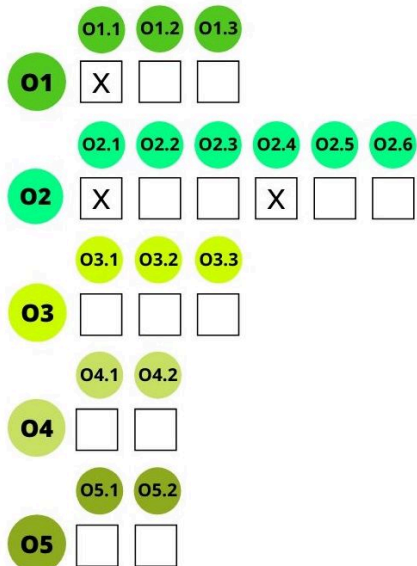 O1.1 O1.2 O1.3
O1 X
O2.1 O2.2 O2.3 O2.4 O2.5 O2.6
O2 X X
O3.1 O3.2 O3.3
O3
O4.1 O4.2
O4
O5.1 O5.2
O5